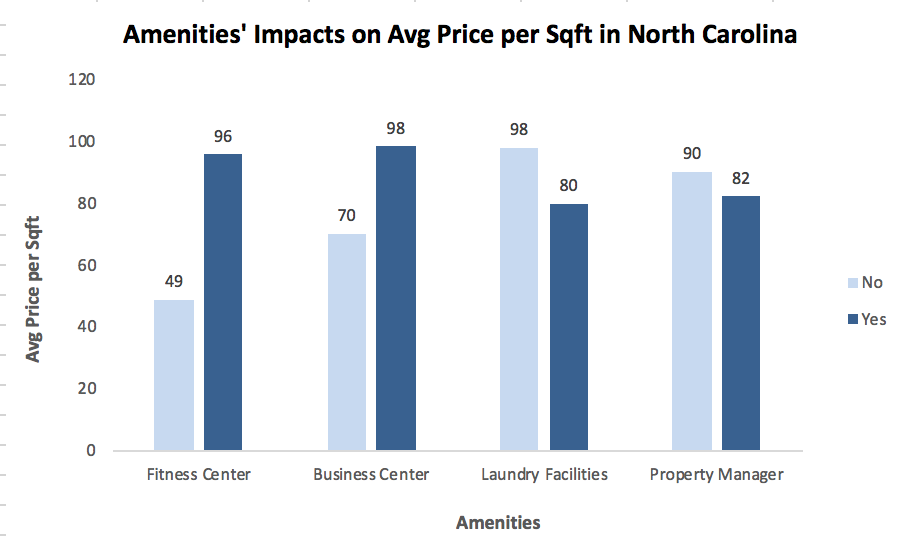 Amenities' Impacts on Avg Price per Sqft in North Carolina
Avg Price per Sqft
120
100
80
60
40
20
0
49
96
70
98
98
80
90
82
Fitness Center
Business Center
Laundry Facilities
Property Manager
Amenities
No
Yes